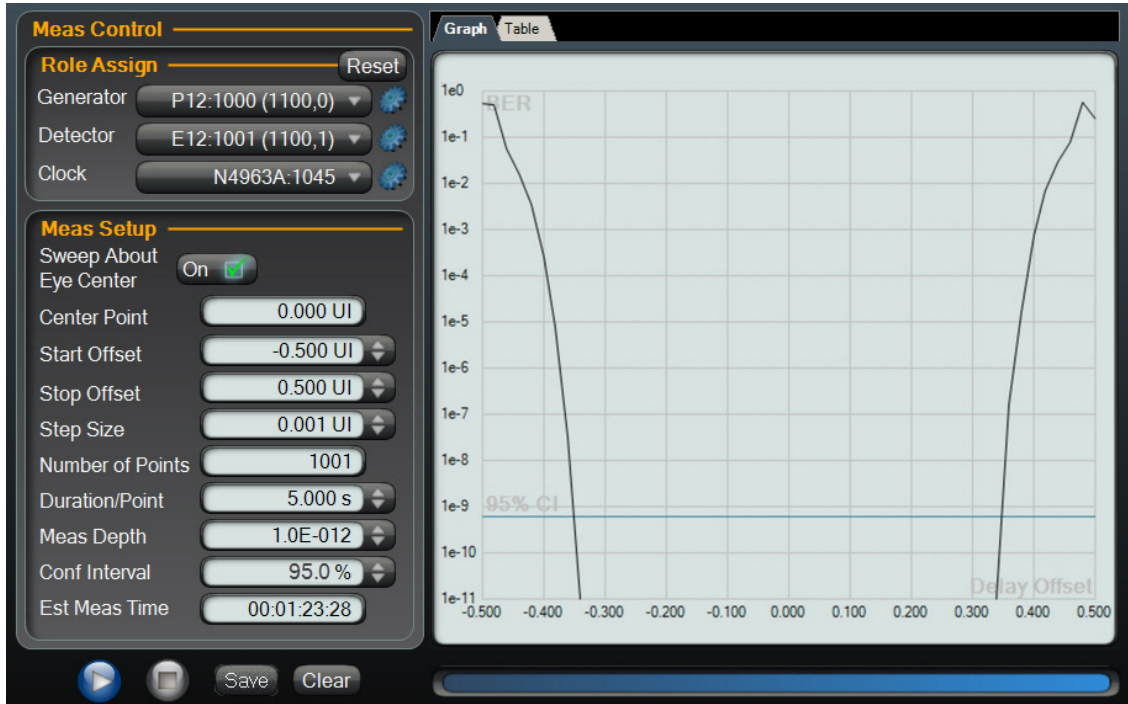 Meas Control
Role Assign Reset
Generator P12:1000 (1100,0)
Detector E12:1001 (1100,1)
Clock N4963A:1045
Meas Setup
Sweep About
Eye Center
On
Center Point 0.000 UI
Start Offset -0.500 UI
Stop Offset 0.500 UI
Step Size 0.001 UI
Number of Points 1001
Duration/Point 5.000 s
Meas Depth 1.0E-012
Conf Interval 95.0 %
Est Meas Time 00:01:23:28
Save Clear
Graph Table
BER
1e0
1e-1
1e-2
1e-3
1e-4
1e-5
1e-6
1e-7
1e-8
1e-9
95% CI
1e-10
1e-11
Delay Offset
-0.500 -0.400 -0.300 -0.200 -0.100 0.000 0.100 0.200 0.300 0.400 0.500